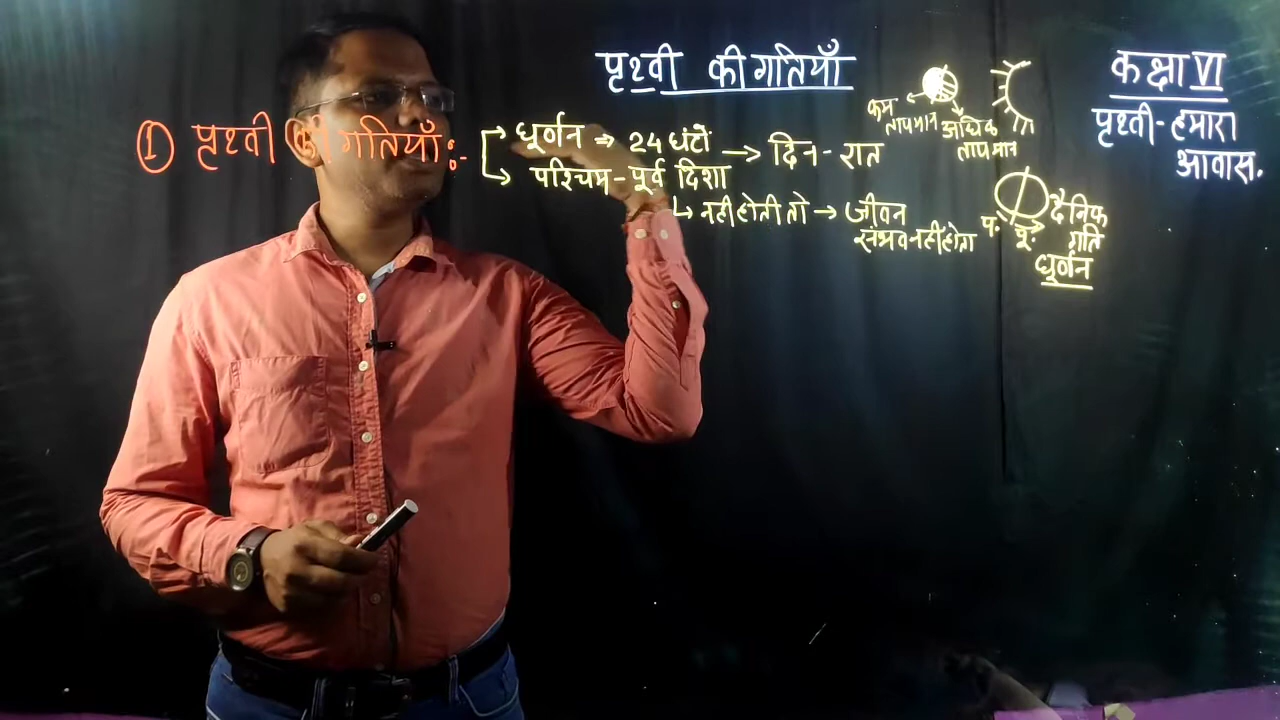 पृथ्वी की गतियाँ
कक्षा VI
पृथ्वी - हमारा
आवास.
कम
तापमान
अधिक
तापमान
① पृथ्वी की गतियाँ :-
घूर्णन ⇒ 24 घंटों → दिन - रात
पश्चिम - पूर्व दिशा
↳ नही होती तो → जीवन
संभव नही होता
प. पू.
दैनिक
गति
घूर्णन